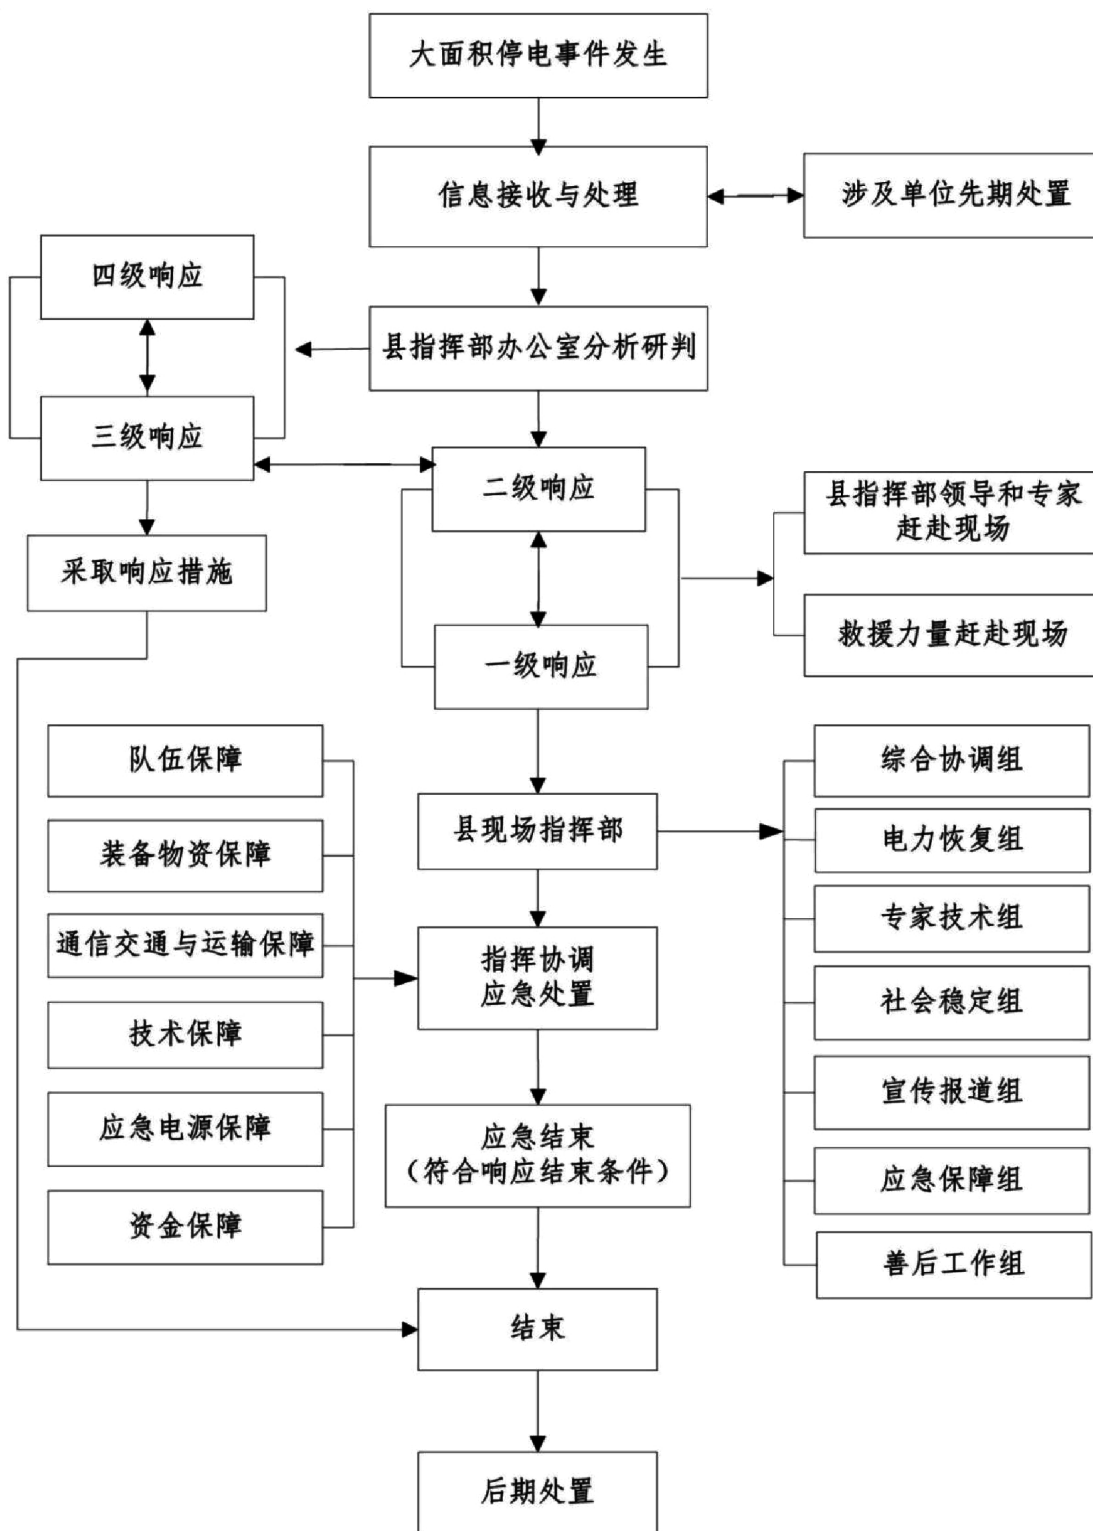 大面积停电事件发生
信息接收与处理
涉及单位先期处置
四级响应
县指挥部办公室分析研判
三级响应
二级响应
县指挥部领导和专家
赶赴现场
采取响应措施
救援力量赶赴现场
一级响应
队伍保障
综合协调组
县现场指挥部
电力恢复组
装备物资保障
专家技术组
通信交通与运输保障
指挥协调
应急处置
社会稳定组
技术保障
宣传报道组
应急电源保障
应急结束
(符合响应结束条件)
应急保障组
资金保障
善后工作组
结束
后期处置